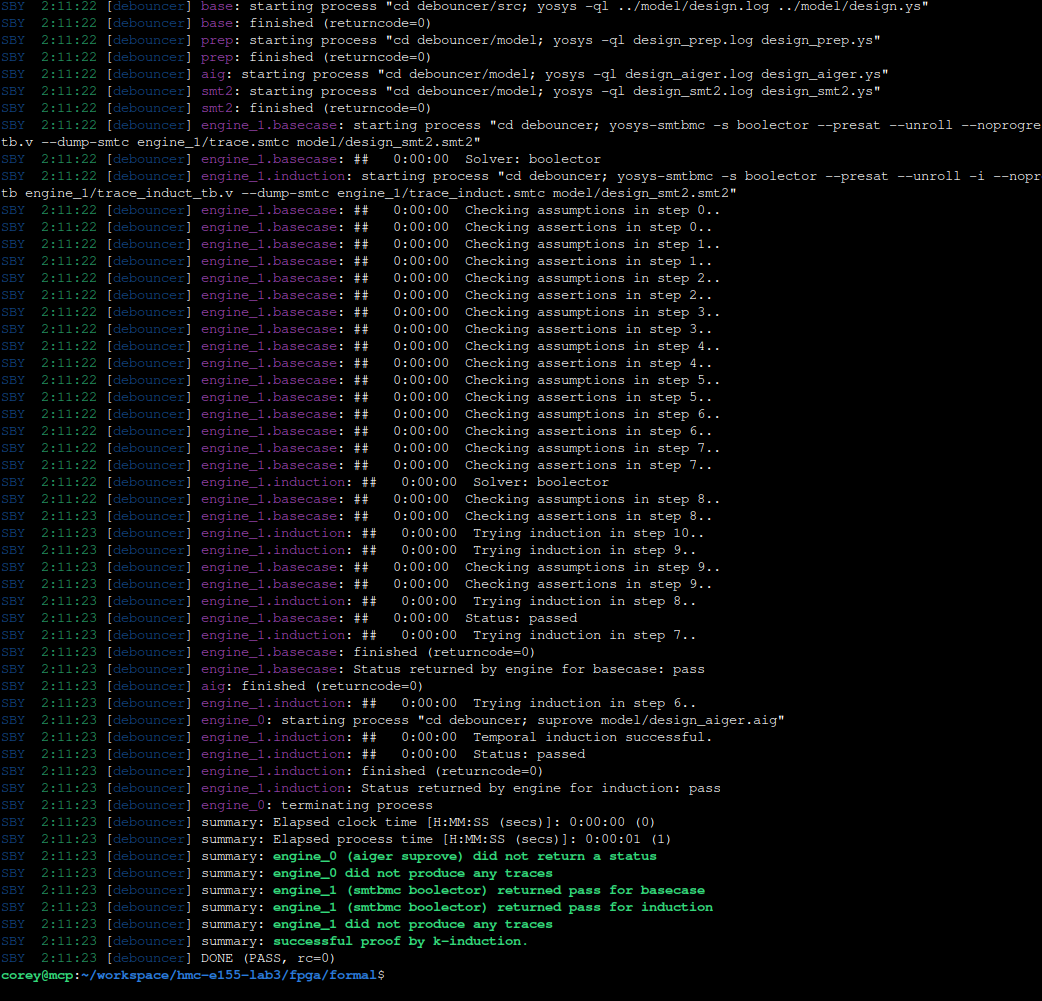 SBY  2:11:22 [debouncer] base: starting process "cd debouncer/src; yosys -ql ../model/design.log ../model/design.ys"
SBY  2:11:22 [debouncer] base: finished (returncode=0)
SBY  2:11:22 [debouncer] prep: starting process "cd debouncer/model; yosys -ql design_prep.log design_prep.ys"
SBY  2:11:22 [debouncer] prep: finished (returncode=0)
SBY  2:11:22 [debouncer] aig: starting process "cd debouncer/model; yosys -ql design_aiger.log design_aiger.ys"
SBY  2:11:22 [debouncer] smt2: starting process "cd debouncer/model; yosys -ql design_smt2.log design_smt2.ys"
SBY  2:11:22 [debouncer] smt2: finished (returncode=0)
SBY  2:11:22 [debouncer] engine_1.basecase: starting process "cd debouncer; yosys-smtbmc -s boolector --presat --unroll --noprogre
tb.v --dump-smtc engine_1/trace.smtc model/design_smt2.smt2"
SBY  2:11:22 [debouncer] engine_1.basecase: ##   0:00:00  Solver: boolector
SBY  2:11:22 [debouncer] engine_1.induction: starting process "cd debouncer; yosys-smtbmc -s boolector --presat --unroll -i --nopr
tb engine_1/trace_induct_tb.v --dump-smtc engine_1/trace_induct.smtc model/design_smt2.smt2"
SBY  2:11:22 [debouncer] engine_1.basecase: ##   0:00:00  Checking assumptions in step 0..
SBY  2:11:22 [debouncer] engine_1.basecase: ##   0:00:00  Checking assertions in step 0..
SBY  2:11:22 [debouncer] engine_1.basecase: ##   0:00:00  Checking assumptions in step 1..
SBY  2:11:22 [debouncer] engine_1.basecase: ##   0:00:00  Checking assertions in step 1..
SBY  2:11:22 [debouncer] engine_1.basecase: ##   0:00:00  Checking assumptions in step 2..
SBY  2:11:22 [debouncer] engine_1.basecase: ##   0:00:00  Checking assertions in step 2..
SBY  2:11:22 [debouncer] engine_1.basecase: ##   0:00:00  Checking assumptions in step 3..
SBY  2:11:22 [debouncer] engine_1.basecase: ##   0:00:00  Checking assertions in step 3..
SBY  2:11:22 [debouncer] engine_1.basecase: ##   0:00:00  Checking assumptions in step 4..
SBY  2:11:22 [debouncer] engine_1.basecase: ##   0:00:00  Checking assertions in step 4..
SBY  2:11:22 [debouncer] engine_1.basecase: ##   0:00:00  Checking assumptions in step 5..
SBY  2:11:22 [debouncer] engine_1.basecase: ##   0:00:00  Checking assertions in step 5..
SBY  2:11:22 [debouncer] engine_1.basecase: ##   0:00:00  Checking assumptions in step 6..
SBY  2:11:22 [debouncer] engine_1.basecase: ##   0:00:00  Checking assertions in step 6..
SBY  2:11:22 [debouncer] engine_1.basecase: ##   0:00:00  Checking assumptions in step 7..
SBY  2:11:22 [debouncer] engine_1.basecase: ##   0:00:00  Checking assertions in step 7..
SBY  2:11:22 [debouncer] engine_1.induction: ##   0:00:00  Solver: boolector
SBY  2:11:22 [debouncer] engine_1.basecase: ##   0:00:00  Checking assumptions in step 8..
SBY  2:11:23 [debouncer] engine_1.basecase: ##   0:00:00  Checking assertions in step 8..
SBY  2:11:23 [debouncer] engine_1.induction: ##   0:00:00  Trying induction in step 10..
SBY  2:11:23 [debouncer] engine_1.induction: ##   0:00:00  Trying induction in step 9..
SBY  2:11:23 [debouncer] engine_1.basecase: ##   0:00:00  Checking assumptions in step 9..
SBY  2:11:23 [debouncer] engine_1.basecase: ##   0:00:00  Checking assertions in step 9..
SBY  2:11:23 [debouncer] engine_1.induction: ##   0:00:00  Trying induction in step 8..
SBY  2:11:23 [debouncer] engine_1.basecase: ##   0:00:00  Status: passed
SBY  2:11:23 [debouncer] engine_1.induction: ##   0:00:00  Trying induction in step 7..
SBY  2:11:23 [debouncer] engine_1.basecase: finished (returncode=0)
SBY  2:11:23 [debouncer] engine_1.basecase: Status returned by engine for basecase: pass
SBY  2:11:23 [debouncer] aig: finished (returncode=0)
SBY  2:11:23 [debouncer] engine_1.induction: ##   0:00:00  Trying induction in step 6..
SBY  2:11:23 [debouncer] engine_0: starting process "cd debouncer; suprove model/design_aiger.aig"
SBY  2:11:23 [debouncer] engine_1.induction: ##   0:00:00  Temporal induction successful.
SBY  2:11:23 [debouncer] engine_1.induction: ##   0:00:00  Status: passed
SBY  2:11:23 [debouncer] engine_1.induction: finished (returncode=0)
SBY  2:11:23 [debouncer] engine_1.induction: Status returned by engine for induction: pass
SBY  2:11:23 [debouncer] engine_0: terminating process
SBY  2:11:23 [debouncer] summary: Elapsed clock time [H:MM:SS (secs)]: 0:00:00 (0)
SBY  2:11:23 [debouncer] summary: Elapsed process time [H:MM:SS (secs)]: 0:00:01 (1)
SBY  2:11:23 [debouncer] summary: engine_0 (aiger suprove) did not return a status
SBY  2:11:23 [debouncer] summary: engine_0 did not produce any traces
SBY  2:11:23 [debouncer] summary: engine_1 (smtbmc boolector) returned pass for basecase
SBY  2:11:23 [debouncer] summary: engine_1 (smtbmc boolector) returned pass for induction
SBY  2:11:23 [debouncer] summary: engine_1 did not produce any traces
SBY  2:11:23 [debouncer] summary: successful proof by k-induction.
SBY  2:11:23 [debouncer] DONE (PASS, rc=0)
corey@mcp:~/workspace/hmc-e155-lab3/fpga/formal$